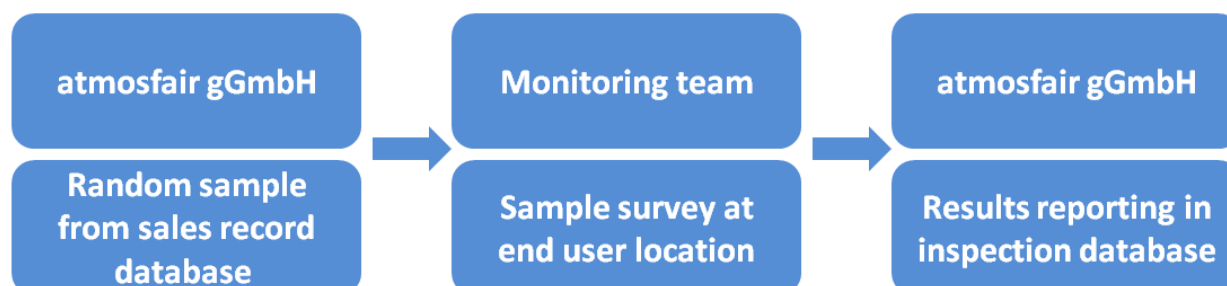 atmosfair gGmbH
Random sample
from sales record
database
Monitoring team
Sample survey at
end user location
atmosfair gGmbH
Results reporting in
inspection database